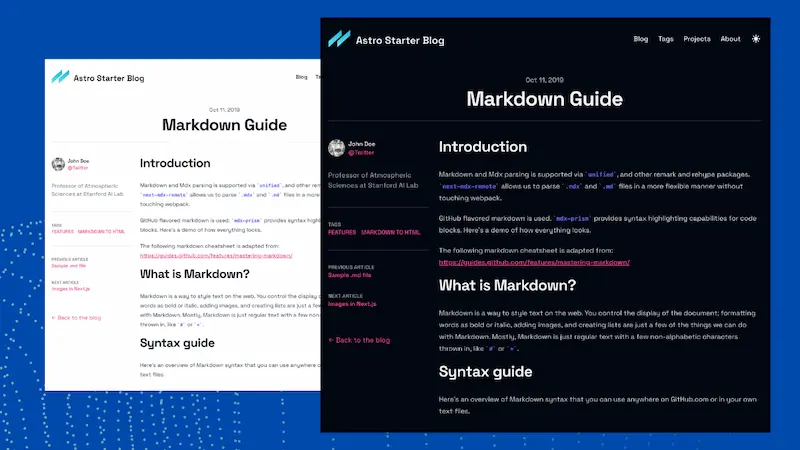 Astro Starter Blog
Blog
Oct 11, 2019
Markdown Guide
John Doe
@Twitter
Professor of Atmospheric
Sciences at Stanford AI Lab
TAGS
FEATURES MARKDOWN TO HTML
PREVIOUS ARTICLE
Sample .md file
NEXT ARTICLE
Images in Next.js
← Back to the blog
Introduction
Markdown and Mdx parsing is supported via `unified`, and other rem
`next-mdx-remote` allows us to parse `.mdx` and `.md` files in a mo
touching webpack.
GitHub flavored markdown is used. `mdx-prism` provides syntax hig
blocks. Here's a demo of how everything looks.
The following markdown cheatsheet is adapted from:
https://guides.github.com/features/mastering-markdown/
What is Markdown?
Markdown is a way to style text on the web. You control the display o
words as bold or italic, adding images, and creating lists are just a few
with Markdown. Mostly, Markdown is just regular text with a few non
thrown in, like `#` or `*`.
Syntax guide
Here's an overview of Markdown syntax that you can use anywhere o
text files.
Astro Starter Blog
Blog Tags Projects About
Oct 11, 2019
Markdown Guide
John Doe
@Twitter
Professor of Atmospheric
Sciences at Stanford AI Lab
TAGS
FEATURES MARKDOWN TO HTML
PREVIOUS ARTICLE
Sample .md file
NEXT ARTICLE
Images in Next.js
← Back to the blog
Introduction
Markdown and Mdx parsing is supported via `unified`, and other remark and rehype packages.
`next-mdx-remote` allows us to parse `.mdx` and `.md` files in a more flexible manner without
touching webpack.
GitHub flavored markdown is used. `mdx-prism` provides syntax highlighting capabilities for code
blocks. Here's a demo of how everything looks.
The following markdown cheatsheet is adapted from:
https://guides.github.com/features/mastering-markdown/
What is Markdown?
Markdown is a way to style text on the web. You control the display of the document; formatting
words as bold or italic, adding images, and creating lists are just a few of the things we can do
with Markdown. Mostly, Markdown is just regular text with a few non-alphabetic characters
thrown in, like `#` or `*`.
Syntax guide
Here's an overview of Markdown syntax that you can use anywhere on GitHub.com or in your own
text files.